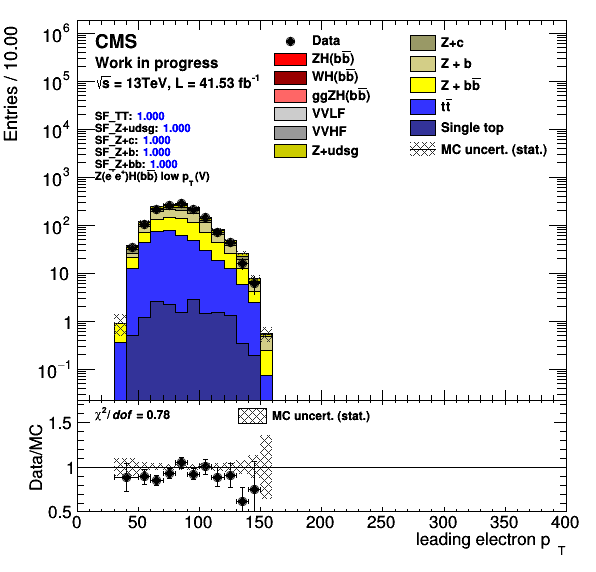 CMS
Work in progress
√s = 13TeV, L = 41.53 fb⁻¹
SF_TT: 1.000
SF_Z+udsg: 1.000
SF_Z+c: 1.000
SF_Z+b: 1.000
SF_Z+bb: 1.000
Z(e⁻e⁺)H(bb̅) low p_T(V)
Data
ZH(bb̅)
WH(bb̅)
ggZH(bb̅)
VVLF
VVHF
Z+udsg
Z+c
Z + b
Z + bb̅
tt̅
Single top
MC uncert. (stat.)
Entries / 10.00
10⁶
10⁵
10⁴
10³
10²
10
1
10⁻¹
χ²/dof = 0.78
MC uncert. (stat.)
Data/MC
1.5
1
0.5
0 50 100 150 200 250 300 350 400
leading electron p_T